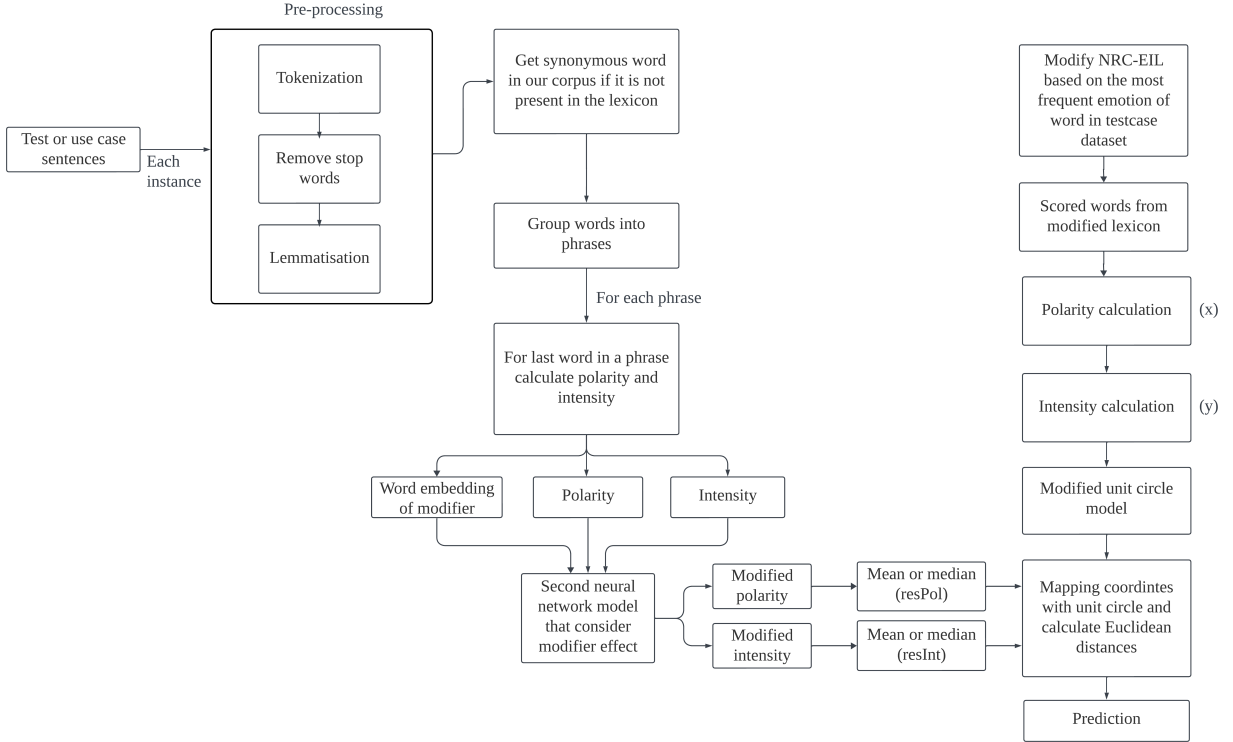 Pre-processing
Tokenization
Remove stop
words
Lemmatisation
Test or use case
sentences
Each
instance
Get synonymous word
in our corpus if it is not
present in the lexicon
Group words into
phrases
For each phrase
For last word in a phrase
calculate polarity and
intensity
Word embedding
of modifier
Polarity
Intensity
Second neural
network model
that consider
modifier effect
Modified
polarity
Modified
intensity
Mean or median
(resPol)
Mean or median
(resInt)
Modify NRC-EIL
based on the most
frequent emotion of
word in testcase
dataset
Scored words from
modified lexicon
Polarity calculation
(x)
Intensity calculation
(y)
Modified unit circle
model
Mapping coordintes
with unit circle and
calculate Euclidean
distances
Prediction